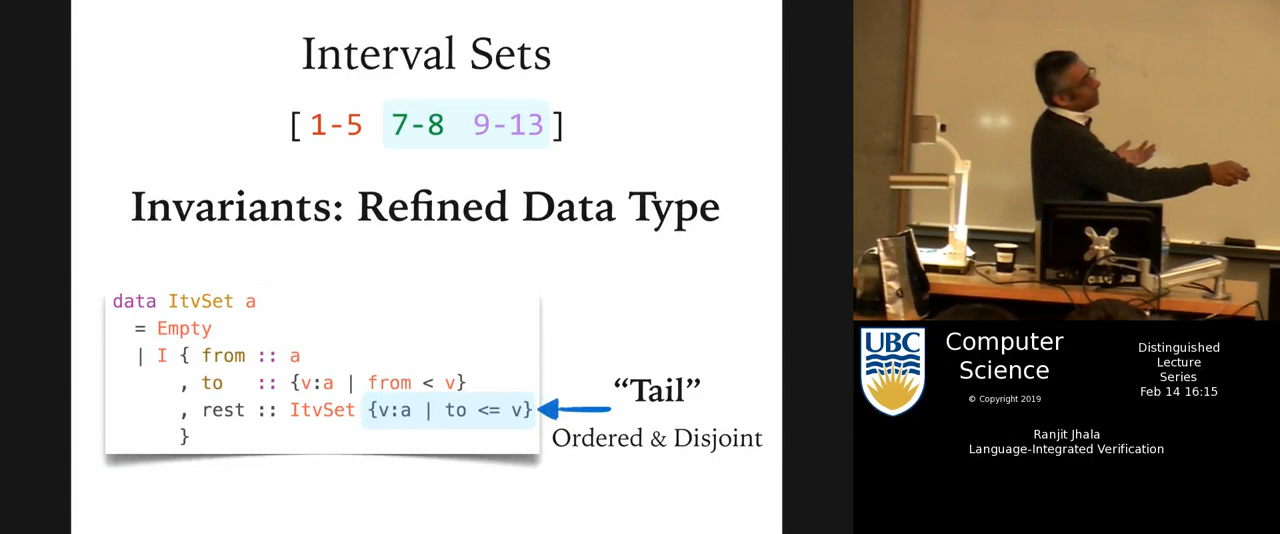 Interval Sets
[ 1-5 7-8 9-13 ]
Invariants: Refined Data Type
data ItvSet a
= Empty
| I { from :: a
, to :: {v:a | from < v}
, rest :: ItvSet {v:a | to <= v}
}
“Tail”
Ordered & Disjoint
UBC
Computer
Science
© Copyright 2019
Distinguished
Lecture
Series
Feb 14 16:15
Ranjit Jhala
Language-Integrated Verification